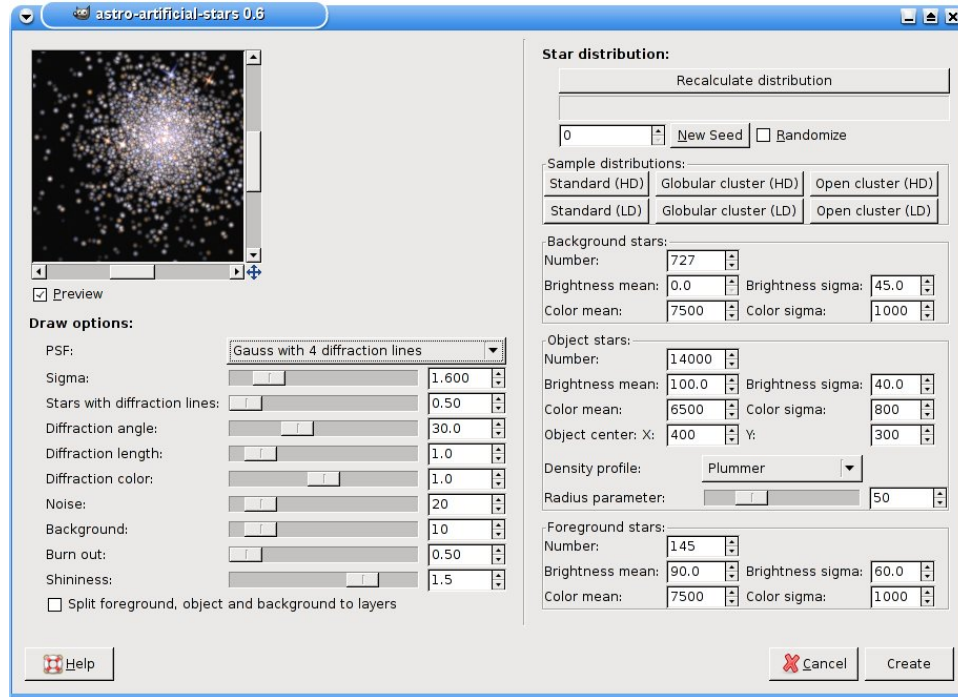 astro-artificial-stars 0.6
Preview
Draw options:
PSF: Gauss with 4 diffraction lines
Sigma: 1.600
Stars with diffraction lines: 0.50
Diffraction angle: 30.0
Diffraction length: 1.0
Diffraction color: 1.0
Noise: 20
Background: 10
Burn out: 0.50
Shininess: 1.5
Split foreground, object and background to layers
Star distribution:
Recalculate distribution
0 New Seed Randomize
Sample distributions:
Standard (HD) Globular cluster (HD) Open cluster (HD)
Standard (LD) Globular cluster (LD) Open cluster (LD)
Background stars:
Number: 727
Brightness mean: 0.0 Brightness sigma: 45.0
Color mean: 7500 Color sigma: 1000
Object stars:
Number: 14000
Brightness mean: 100.0 Brightness sigma: 40.0
Color mean: 6500 Color sigma: 800
Object center: X: 400 Y: 300
Density profile: Plummer
Radius parameter: 50
Foreground stars:
Number: 145
Brightness mean: 90.0 Brightness sigma: 60.0
Color mean: 7500 Color sigma: 1000
Help Cancel Create